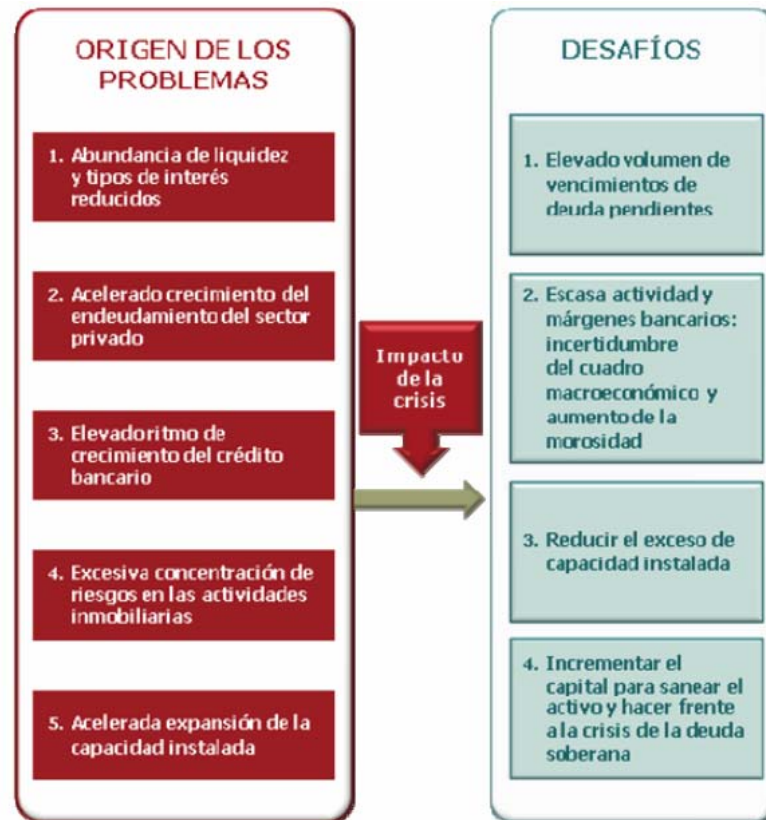 ORIGEN DE LOS
PROBLEMAS
1. Abundancia de liquidez
y tipos de interés
reducidos
2. Acelerado crecimiento del
endeudamiento del sector
privado
3. Elevado ritmo de
crecimiento del crédito
bancario
4. Excesiva concentración de
riesgos en las actividades
inmobiliarias
5. Acelerada expansión de la
capacidad instalada
Impacto
de la
crisis
DESAFÍOS
1. Elevado volumen de
vencimientos de
deuda pendientes
2. Escasa actividad y
márgenes bancarios:
incertidumbre
del cuadro
macroeconómico y
aumento de la
morosidad
3. Reducir el exceso de
capacidad instalada
4. Incrementar el
capital para sanear el
activo y hacer frente
a la crisis de la deuda
soberana